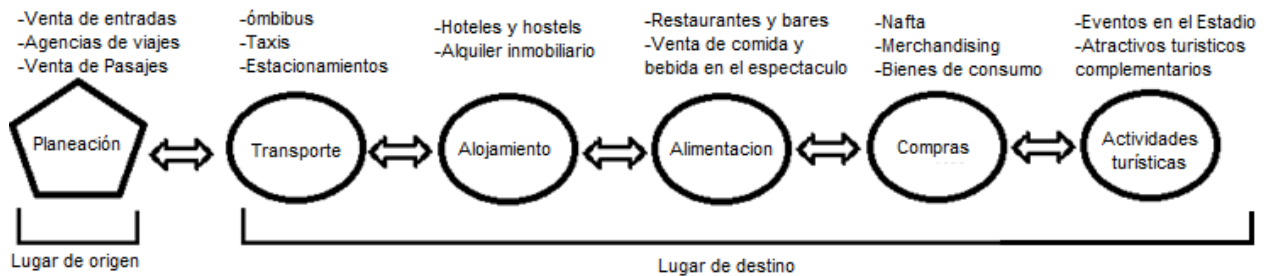 -Venta de entradas
-Agencias de viajes
-Venta de Pasajes
-ómbibus
-Taxis
-Estacionamientos
-Hoteles y hostels
-Alquiler inmobiliario
-Restaurantes y bares
-Venta de comida y
bebida en el espectaculo
-Nafta
-Merchandising
-Bienes de consumo
-Eventos en el Estadio
-Atractivos turisticos
complementarios
Planeación
Transporte
Alojamiento
Alimentacion
Compras
Actividades
turísticas
Lugar de origen
Lugar de destino